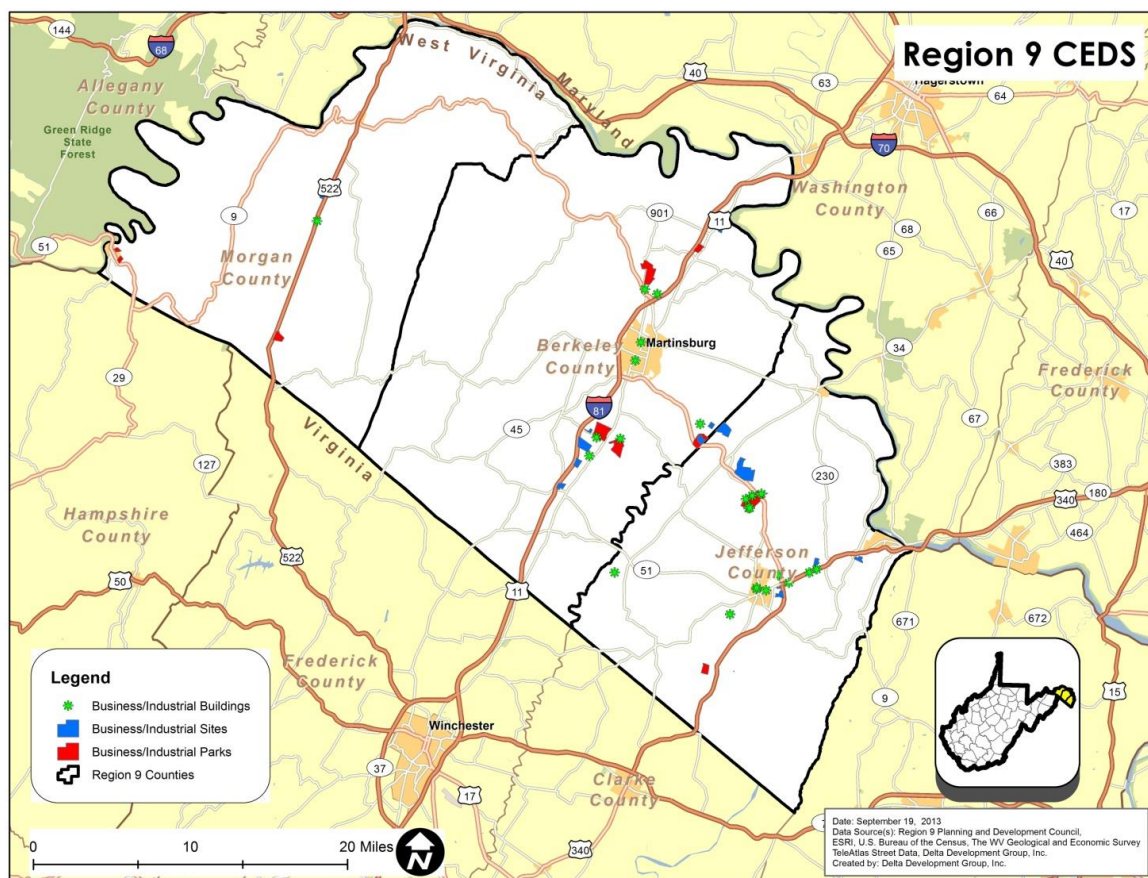 Region 9 CEDS
144
68
Allegany
County
Green Ridge
State
Forest
West Virginia
Maryland
40
63
Hagerstown
64
70
Washington
County
522
9
901
11
68
66
17
65
40
51
Morgan
County
Berkeley
County
Martinsburg
34
Frederick
County
29
81
67
45
Virginia
127
230
383
340
180
464
Hampshire
County
522
Jefferson
County
51
50
11
671
672
Frederick
County
9
15
Winchester
37
17
Clarke
County
340
7
Legend
Business/Industrial Buildings
Business/Industrial Sites
Business/Industrial Parks
Region 9 Counties
0
10
20 Miles
N
Date: September 19, 2013
Data Source(s): Region 9 Planning and Development Council,
ESRI, U.S. Bureau of the Census, The WV Geological and Economic Survey
TeleAtlas Street Data, Delta Development Group, Inc.
Created by: Delta Development Group, Inc.